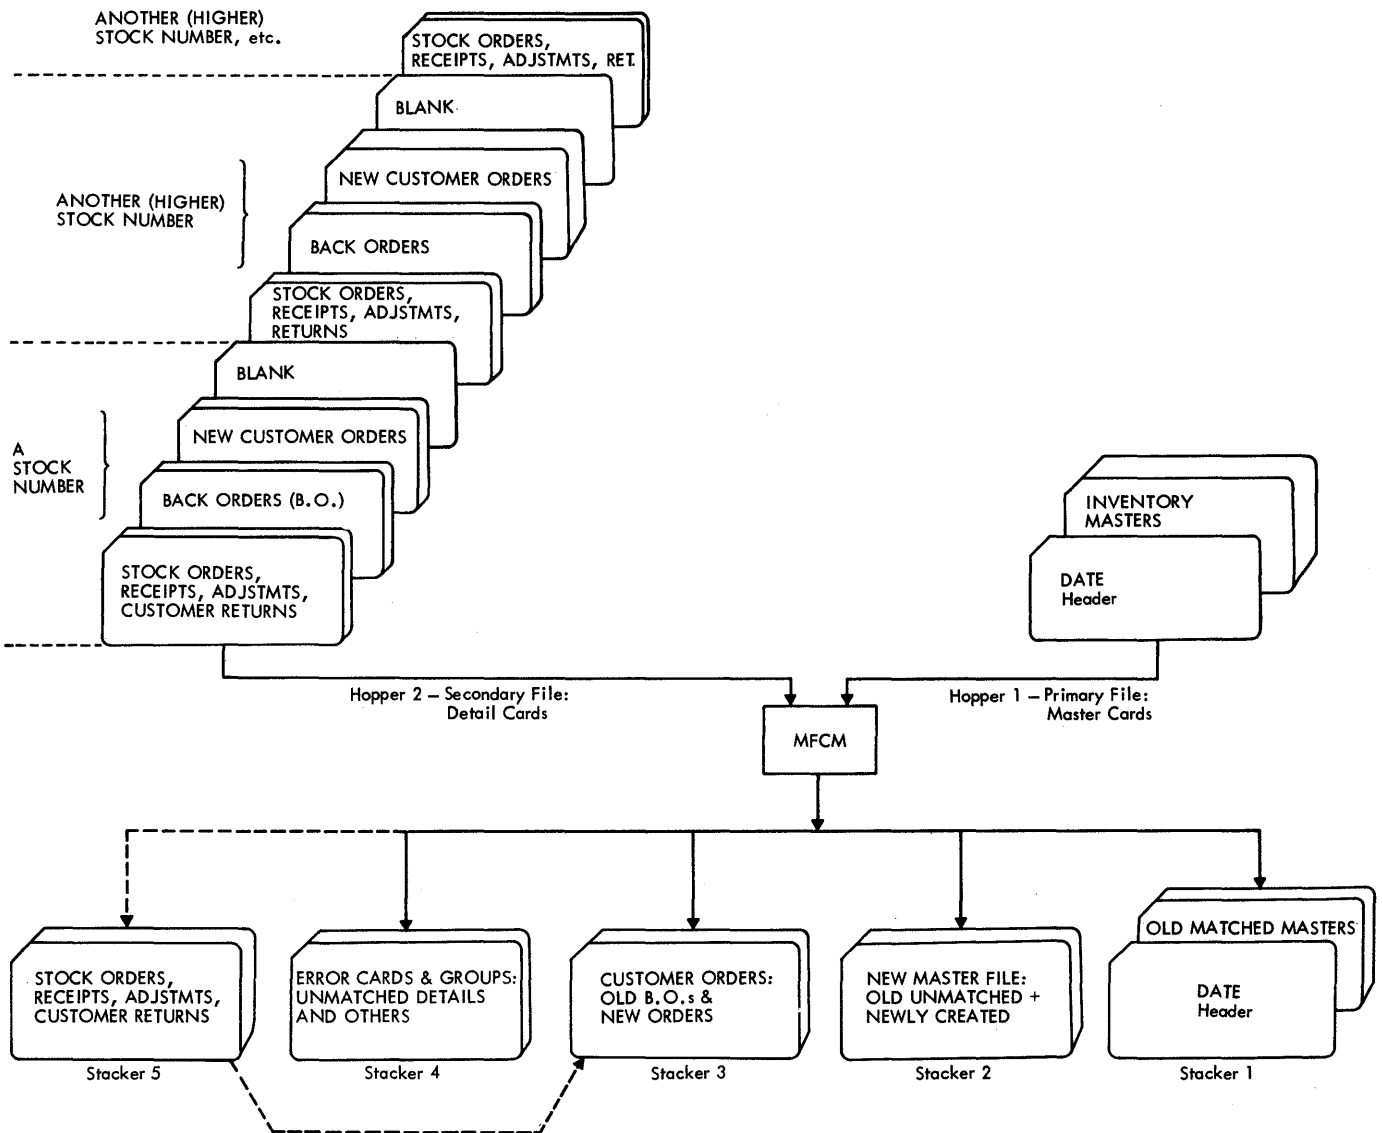 ANOTHER (HIGHER)
STOCK NUMBER, etc.
STOCK ORDERS,
RECEIPTS, ADJSTMTS, RET.
BLANK
NEW CUSTOMER ORDERS
ANOTHER (HIGHER)
STOCK NUMBER
BACK ORDERS
STOCK ORDERS,
RECEIPTS, ADJSTMTS,
RETURNS
BLANK
NEW CUSTOMER ORDERS
A
STOCK
NUMBER
BACK ORDERS (B.O.)
STOCK ORDERS,
RECEIPTS, ADJSTMTS,
CUSTOMER RETURNS
INVENTORY
MASTERS
DATE
Header
Hopper 2 – Secondary File:
Detail Cards
Hopper 1 – Primary File:
Master Cards
MFCM
STOCK ORDERS,
RECEIPTS, ADJSTMTS,
CUSTOMER RETURNS
Stacker 5
ERROR CARDS & GROUPS:
UNMATCHED DETAILS
AND OTHERS
Stacker 4
CUSTOMER ORDERS:
OLD B.O.s &
NEW ORDERS
Stacker 3
NEW MASTER FILE:
OLD UNMATCHED +
NEWLY CREATED
Stacker 2
OLD MATCHED MASTERS
DATE
Header
Stacker 1